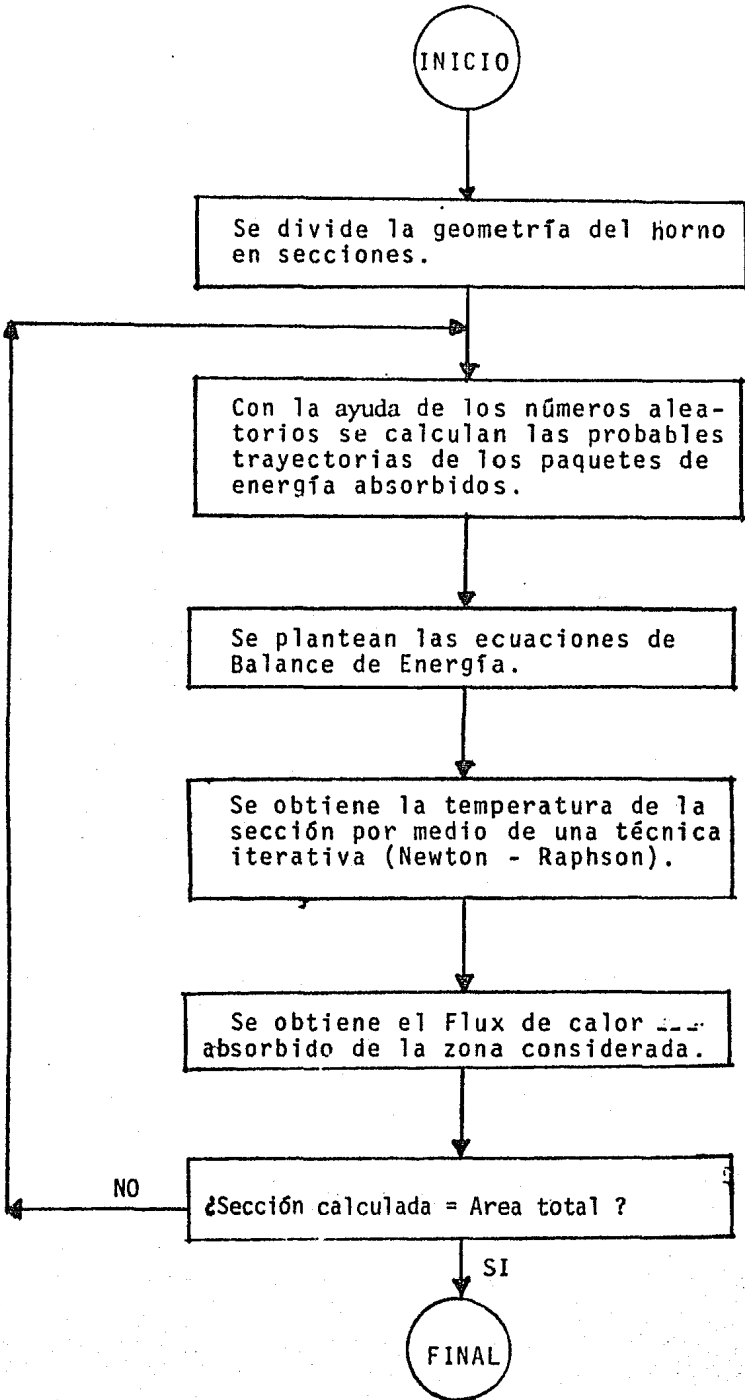 INICIO
Se divide la geometría del horno
en secciones.
Con la ayuda de los números alea-
torios se calculan las probables
trayectorias de los paquetes de
energía absorbidos.
Se plantean las ecuaciones de
Balance de Energía.
Se obtiene la temperatura de la
sección por medio de una técnica
iterativa (Newton - Raphson).
Se obtiene el Flux de calor
absorbido de la zona considerada.
NO
¿Sección calculada = Area total ?
SI
FINAL